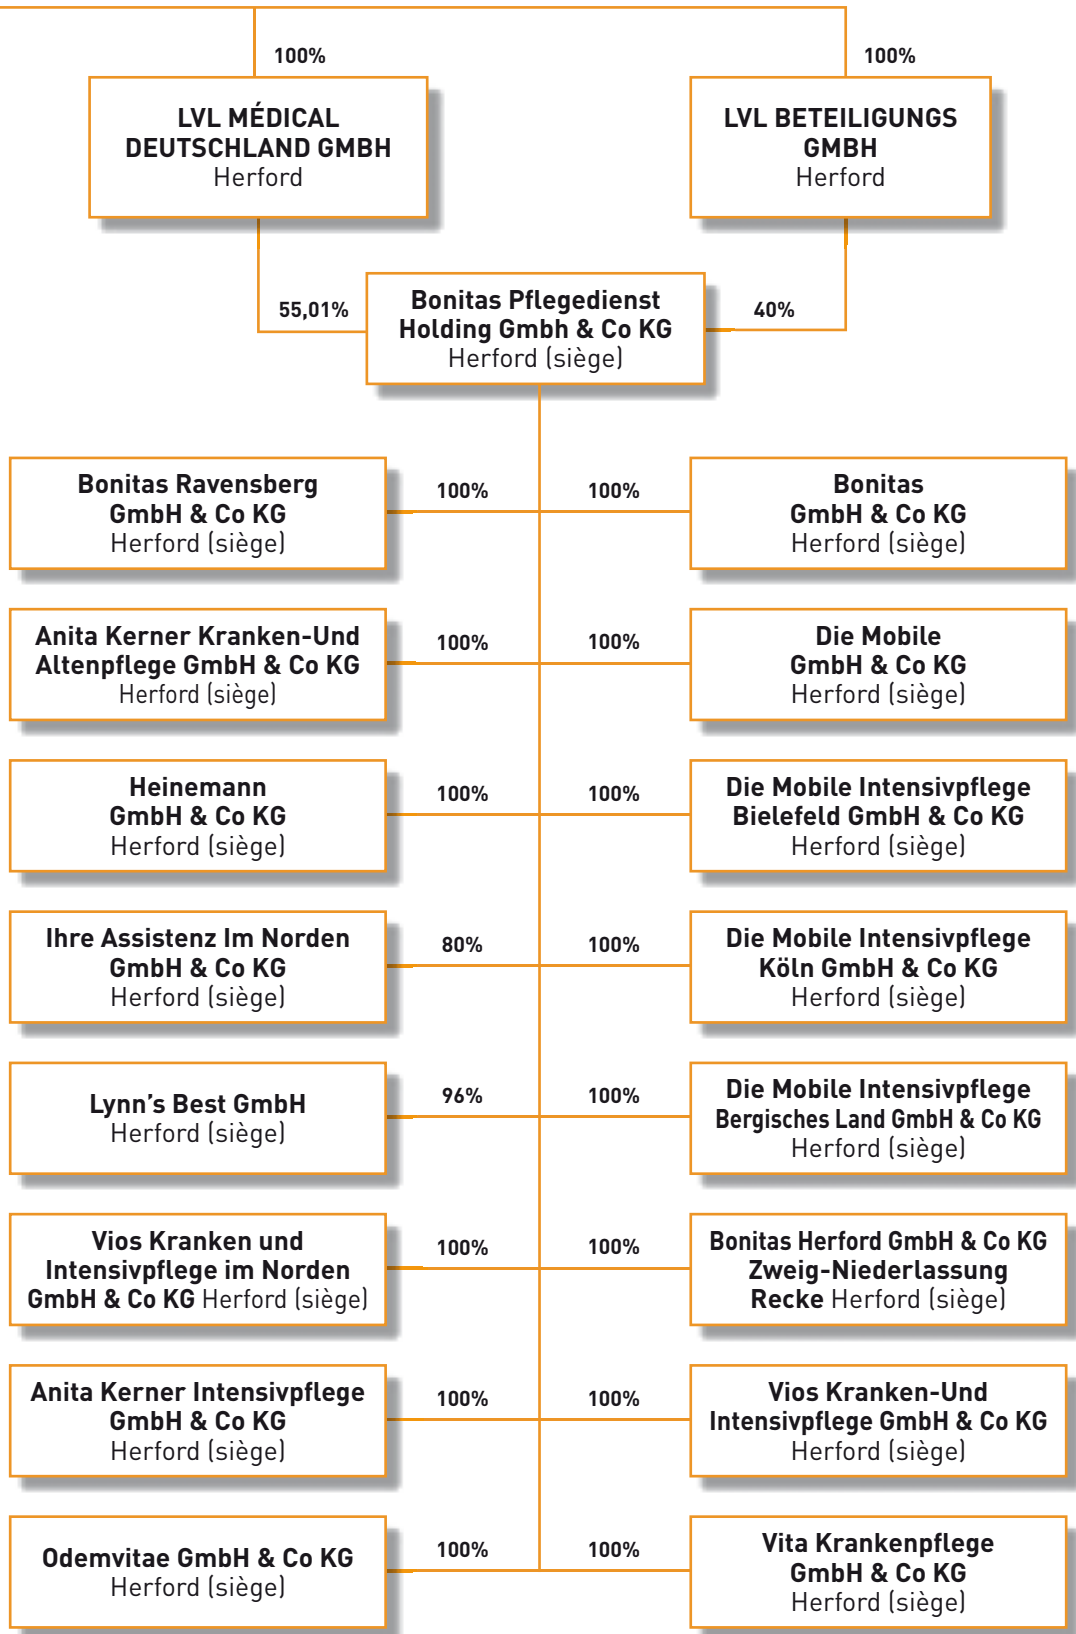 100%
100%
LVL MÉDICAL
DEUTSCHLAND GMBH
Herford
LVL BETEILIGUNGS
GMBH
Herford
55,01%
Bonitas Pflegedienst
Holding Gmbh & Co KG
Herford (siège)
40%
Bonitas Ravensberg
GmbH & Co KG
Herford (siège)
100%
100%
Bonitas
GmbH & Co KG
Herford (siège)
Anita Kerner Kranken-Und
Altenpflege GmbH & Co KG
Herford (siège)
100%
100%
Die Mobile
GmbH & Co KG
Herford (siège)
Heinemann
GmbH & Co KG
Herford (siège)
100%
100%
Die Mobile Intensivpflege
Bielefeld GmbH & Co KG
Herford (siège)
Ihre Assistenz Im Norden
GmbH & Co KG
Herford (siège)
80%
100%
Die Mobile Intensivpflege
Köln GmbH & Co KG
Herford (siège)
Lynn's Best GmbH
Herford (siège)
96%
100%
Die Mobile Intensivpflege
Bergisches Land GmbH & Co KG
Herford (siège)
Vios Kranken und
Intensivpflege im Norden
GmbH & Co KG Herford (siège)
100%
100%
Bonitas Herford GmbH & Co KG
Zweig-Niederlassung
Recke Herford (siège)
Anita Kerner Intensivpflege
GmbH & Co KG
Herford (siège)
100%
100%
Vios Kranken-Und
Intensivpflege GmbH & Co KG
Herford (siège)
Odemvitae GmbH & Co KG
Herford (siège)
100%
100%
Vita Krankenpflege
GmbH & Co KG
Herford (siège)